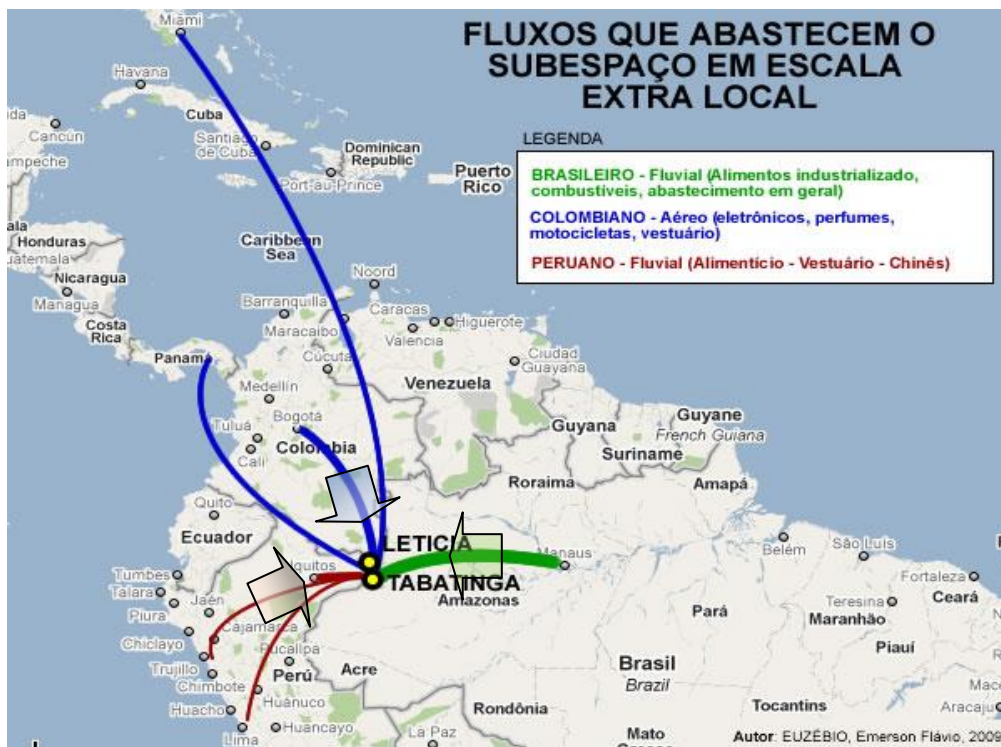 FLUXOS QUE ABASTECEM O
SUBESPAÇO EM ESCALA
EXTRA LOCAL
LEGENDA
BRASILEIRO - Fluvial (Alimentos industrializado,
combustíveis, abastecimento em geral)
COLOMBIANO - Aéreo (eletrônicos, perfumes,
motocicletas, vestuário)
PERUANO - Fluvial (Alimentício - Vestuário - Chinês)
Miami
Havana
Cuba
Cancún
Santiago
de Cuba
Dominican
Republic
Port-au-Prince
Puerto
Rico
Honduras
Caribbean
Sea
Nicaragua
Managua
Noord
Barranquilla
Caracas
Higuerote
Costa
Rica
Maracaibo
Valencia
Panamá
Cúcuta
Ciudad
Guayana
Medellín
Venezuela
Bogotá
Guyana
Guyane
French Guiana
Tuluá
Colombia
Suriname
Cali
Roraima
Amapá
Quito
Ecuador
LETICIA
Manaus
Belém
São Luís
TABATINGA
Amazonas
Tumbes
Talara
Fortaleza
Ceará
Piura
Jaén
Pará
Teresina
Maranhão
Cajamarca
Chiclayo
Piauí
Trujillo
Pucallpa
Acre
Brasil
Brazil
Chimbote
Perú
Huánuco
Huacho
Rondônia
Tocantins
Lima
Huancayo
La Paz
Mato
Autor: EUZÉBIO, Emerson Flávio, 2009